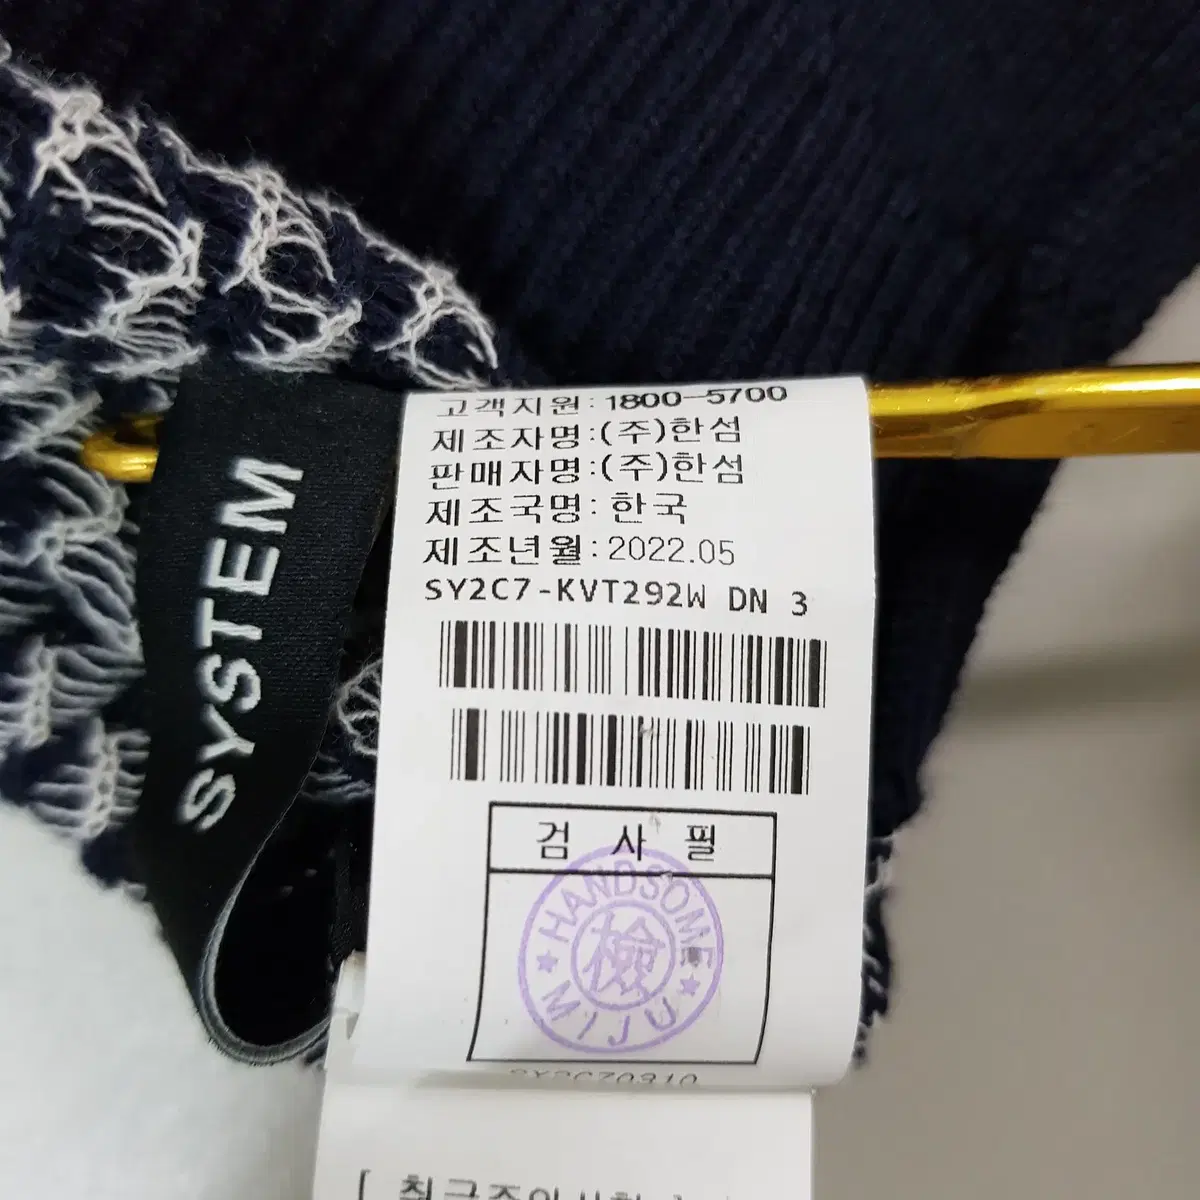 SYSTEM
고객지원:1800-5700
제조자명:(주)한섬
판매자명:(주)한섬
제조국명:한국
제조년월:2022.05
SY2C7-KVT292W DN 3
검 사 필
HANDSOME
檢
MIJU